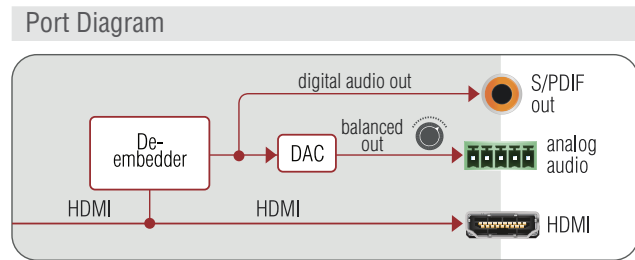 Port Diagram
digital audio out
S/PDIF
out
De-
embedder
DAC
balanced
out
analog
audio
HDMI
HDMI
HDMI